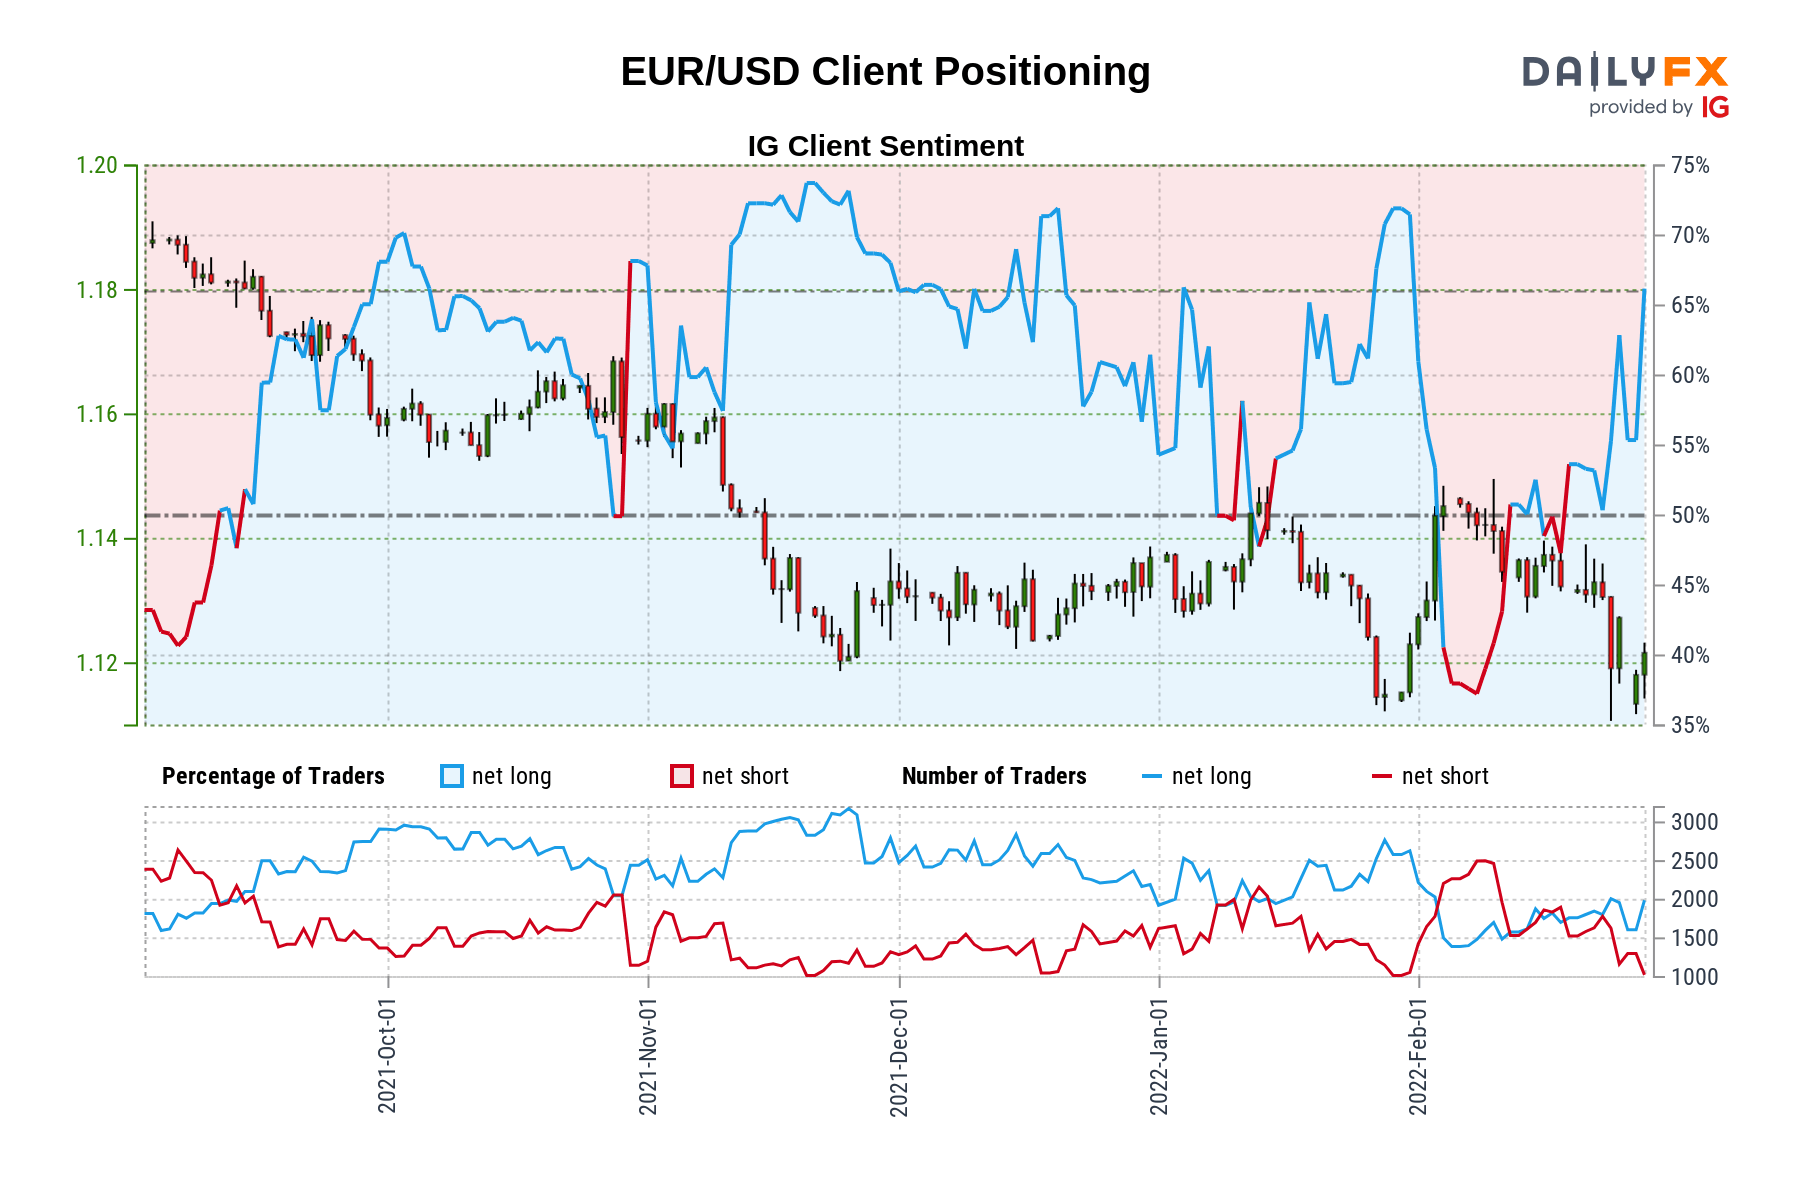 EUR/USD Client Positioning
DAILYFX
provided by IG
IG Client Sentiment
1.20
1.18
1.16
1.14
1.12
75%
70%
65%
60%
55%
50%
45%
40%
35%
Percentage of Traders net long net short Number of Traders net long net short
3000
2500
2000
1500
1000
2021-Oct-01
2021-Nov-01
2021-Dec-01
2022-Jan-01
2022-Feb-01